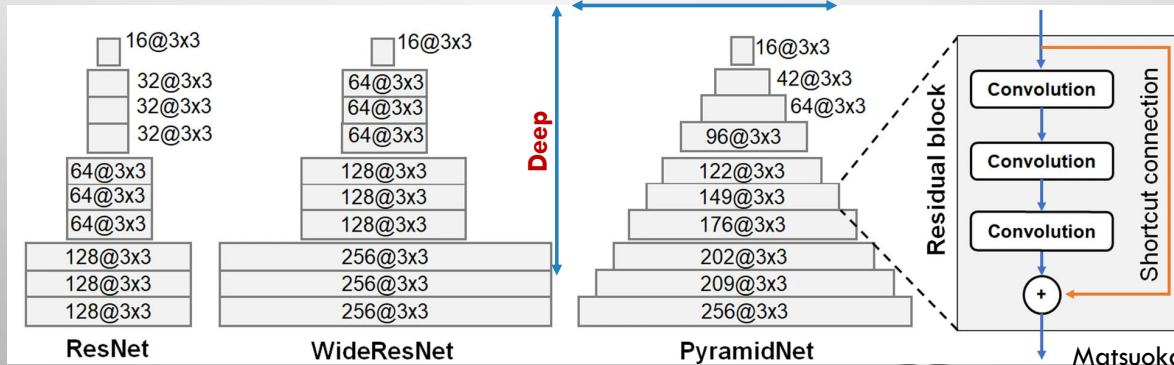 16@3x3
32@3x3
32@3x3
32@3x3
64@3x3
64@3x3
64@3x3
128@3x3
128@3x3
128@3x3
ResNet
16@3x3
64@3x3
64@3x3
64@3x3
128@3x3
128@3x3
128@3x3
256@3x3
256@3x3
256@3x3
WideResNet
Deep
16@3x3
42@3x3
64@3x3
96@3x3
122@3x3
149@3x3
176@3x3
202@3x3
209@3x3
256@3x3
PyramidNet
Residual block
Convolution
Convolution
Convolution
+
Shortcut connection